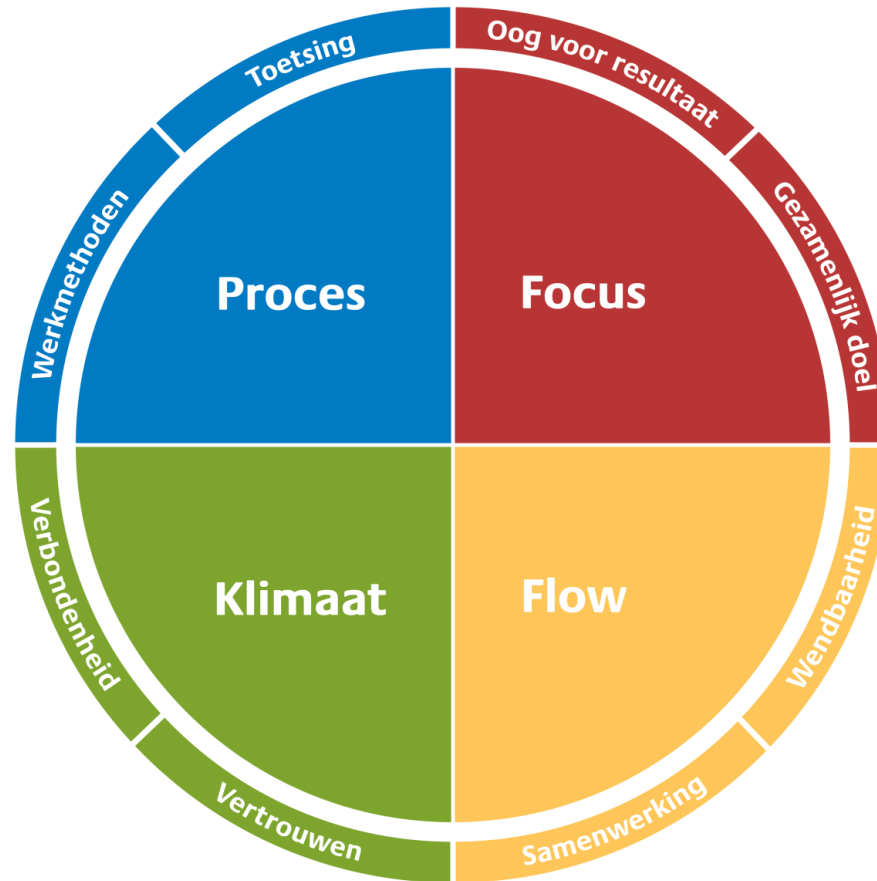 Toetsing
Oog voor resultaat
Werkmethoden
Gezamenlijk doel
Proces
Focus
Klimaat
Flow
Verbondenheid
Wendbaarheid
Vertrouwen
Samenwerking